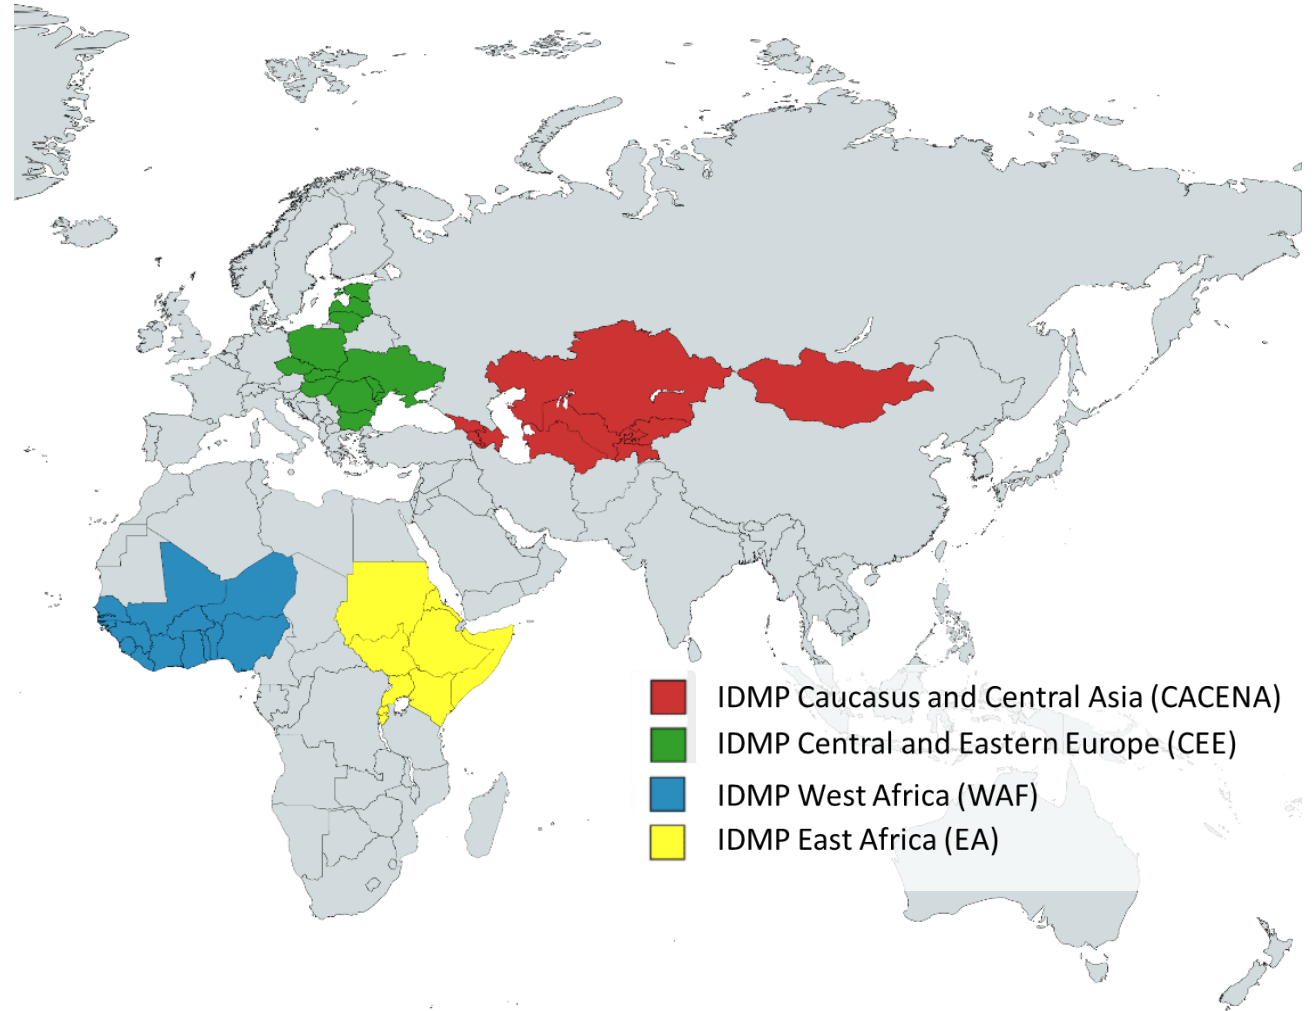 IDMP Caucasus and Central Asia (CACENA)
IDMP Central and Eastern Europe (CEE)
IDMP West Africa (WAF)
IDMP East Africa (EA)